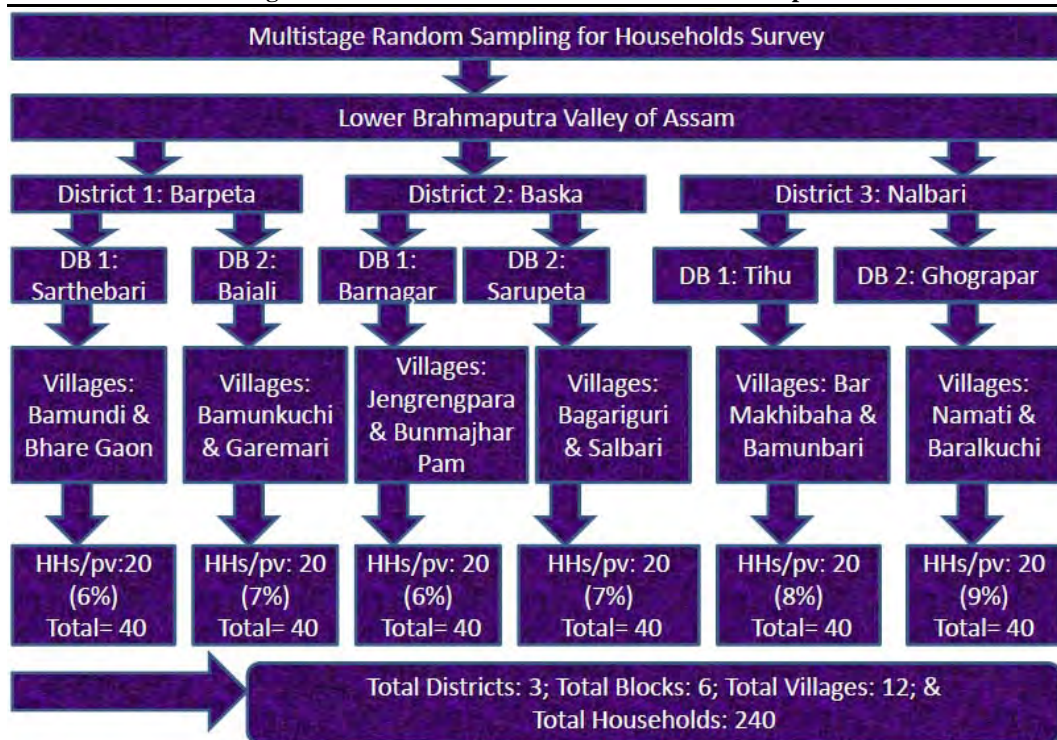 Multistage Random Sampling for Households Survey
Lower Brahmaputra Valley of Assam
District 1: Barpeta
District 2: Baska
District 3: Nalbari
DB 1:
Sarthebari
DB 2:
Bajali
DB 1:
Barnagar
DB 2:
Sarupeta
DB 1: Tihu
DB 2: Ghograpar
Villages:
Bamundi &
Bhare Gaon
Villages:
Bamunkuchi
& Garemari
Villages:
Jengrengpara
& Bunmajhar
Pam
Villages:
Bagariguri
& Salbari
Villages: Bar
Makhibaha &
Bamunbari
Villages:
Namati &
Baralkuchi
HHs/pv:20
(6%)
Total= 40
HHs/pv: 20
(7%)
Total= 40
HHs/pv: 20
(6%)
Total= 40
HHs/pv: 20
(7%)
Total= 40
HHs/pv: 20
(8%)
Total= 40
HHs/pv: 20
(9%)
Total= 40
Total Districts: 3; Total Blocks: 6; Total Villages: 12; &
Total Households: 240